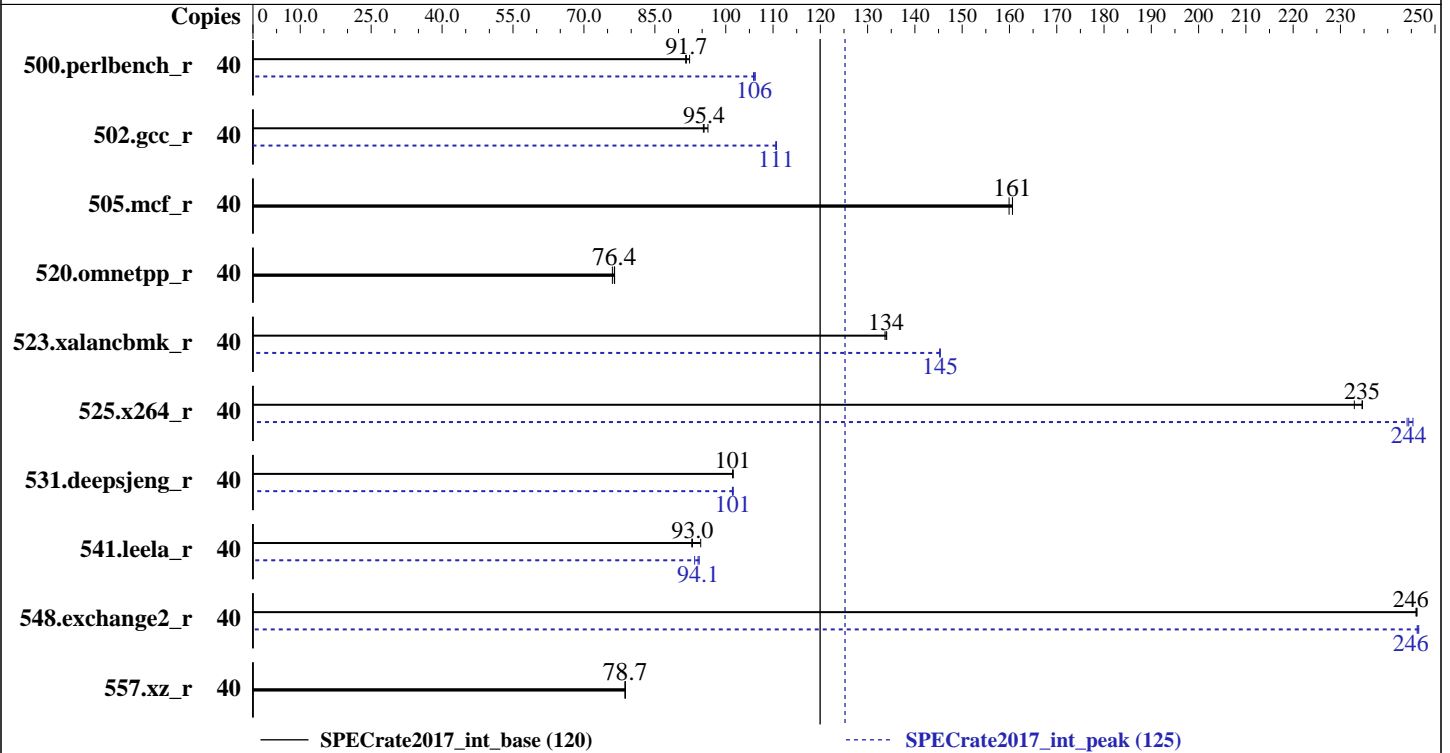 Copies 0 10.0 25.0 40.0 55.0 70.0 85.0 100 110 120 130 140 150 160 170 180 190 200 210 220 230 250
91.7
500.perlbench_r 40
106
95.4
502.gcc_r 40
111
161
505.mcf_r 40
76.4
520.omnetpp_r 40
134
523.xalancbmk_r 40
145
235
525.x264_r 40
244
101
531.deepsjeng_r 40
101
93.0
541.leela_r 40
94.1
246
548.exchange2_r 40
246
78.7
557.xz_r 40
SPECrate2017_int_base (120) SPECrate2017_int_peak (125)